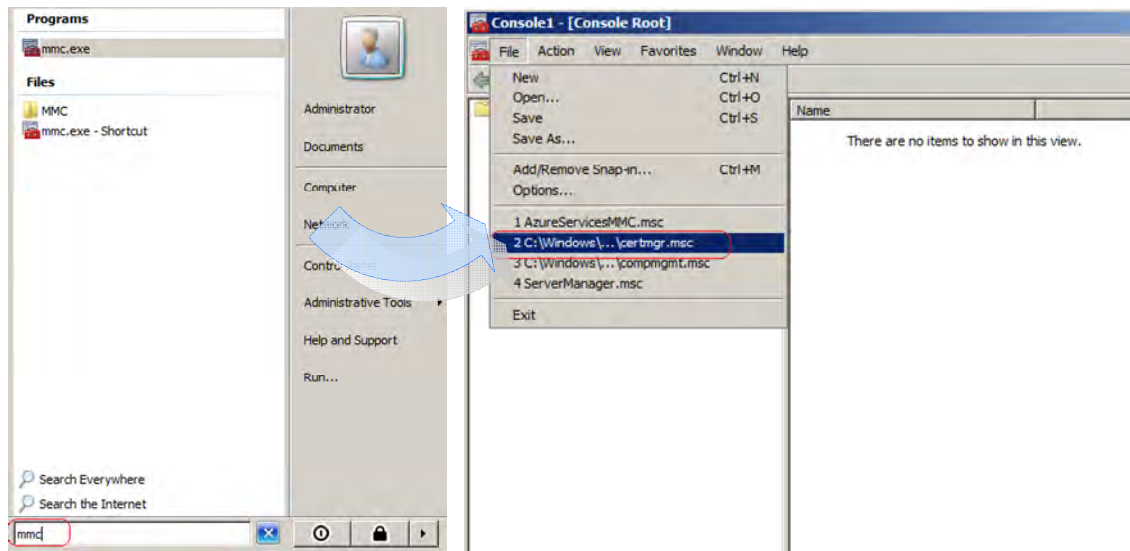 Programs
mmc.exe
Files
MMC
mmc.exe - Shortcut
Search Everywhere
Search the Internet
mmc
Administrator
Documents
Computer
Network
Control Panel
Administrative Tools
Help and Support
Run...
Console1 - [Console Root]
File Action View Favorites Window Help
New Ctrl+N
Open... Ctrl+O
Save Ctrl+S
Save As...
Add/Remove Snap-in... Ctrl+M
Options...
1 AzureServicesMMC.msc
2 C:\Windows\...\certmgr.msc
3 C:\Windows\...\compmgmt.msc
4 ServerManager.msc
Exit
Name
There are no items to show in this view.